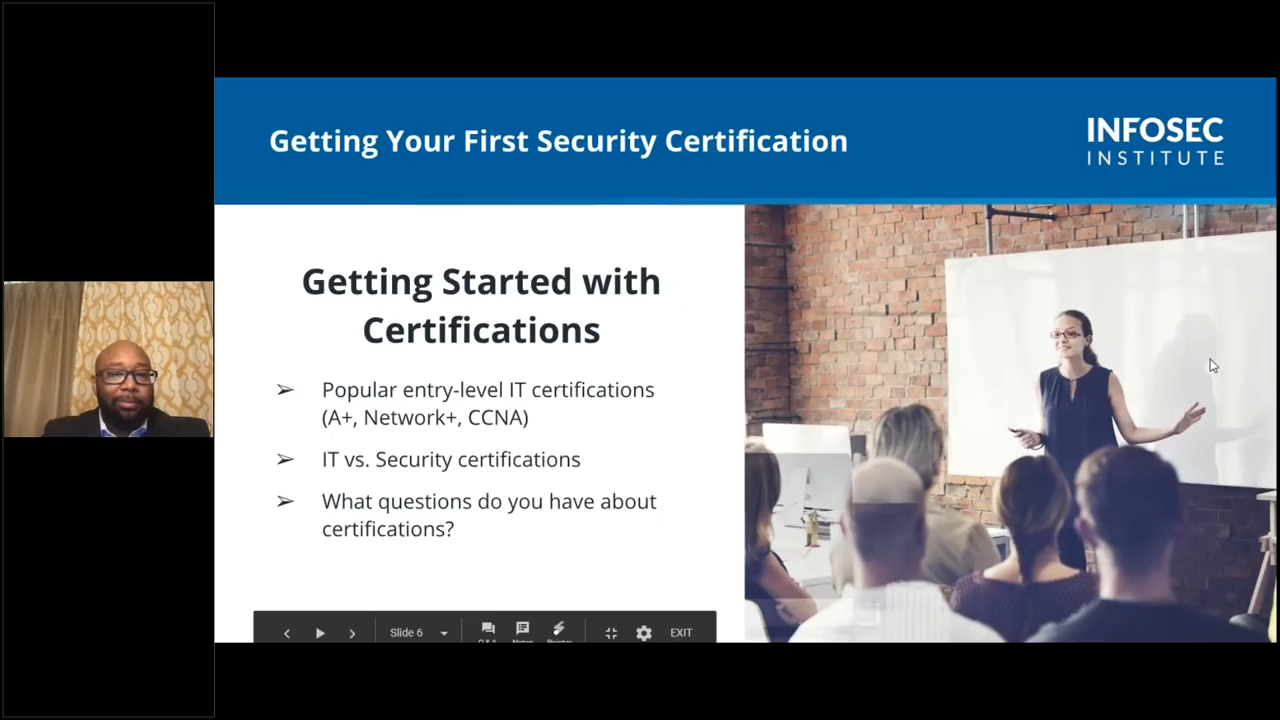 Getting Your First Security Certification
INFOSEC
INSTITUTE
Getting Started with
Certifications
➢ Popular entry-level IT certifications
(A+, Network+, CCNA)
➢ IT vs. Security certifications
➢ What questions do you have about
certifications?
Slide 6
EXIT